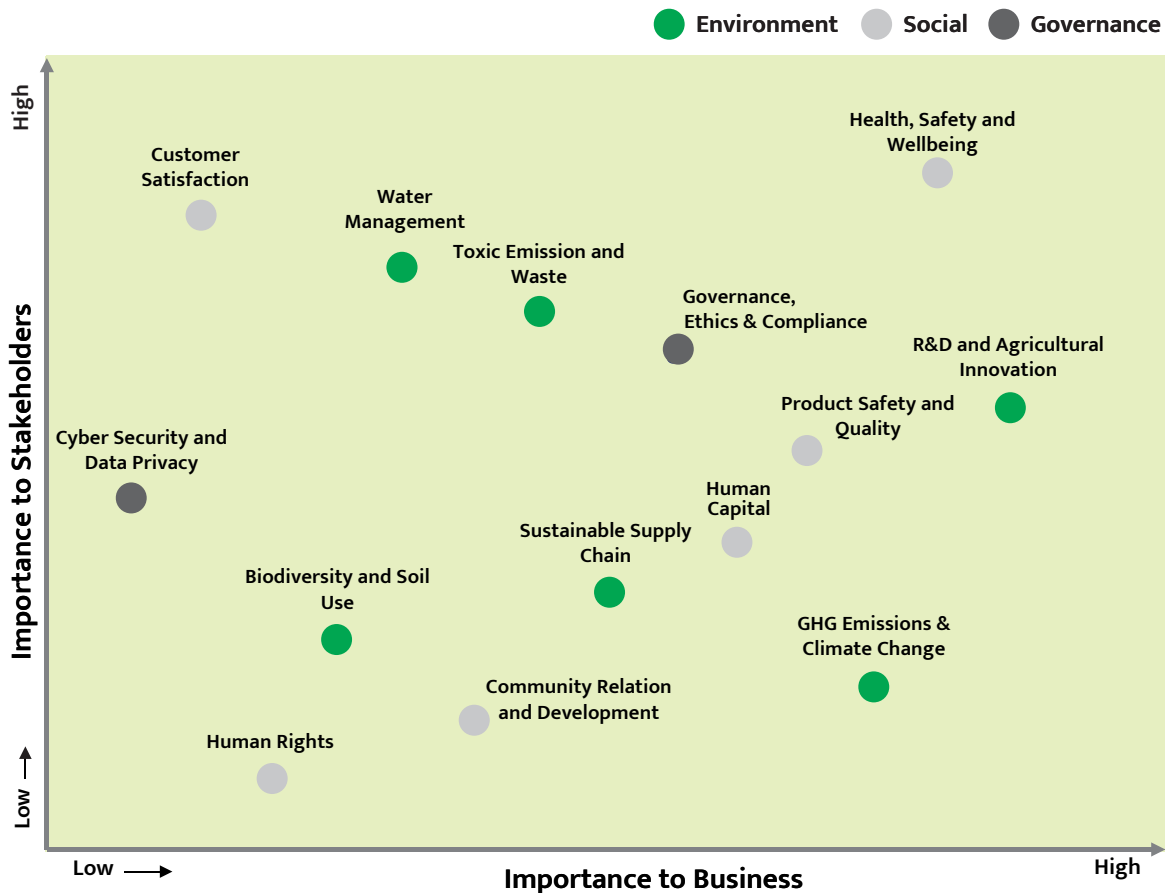 Environment
Social
Governance
High
Health, Safety and
Wellbeing
Customer
Satisfaction
Water
Management
Toxic Emission and
Waste
Governance,
Ethics & Compliance
R&D and Agricultural
Innovation
Product Safety and
Quality
Cyber Security and
Data Privacy
Human
Capital
Sustainable Supply
Chain
Biodiversity and Soil
Use
GHG Emissions &
Climate Change
Community Relation
and Development
Human Rights
Importance to Stakeholders
Low
Low
High
Importance to Business